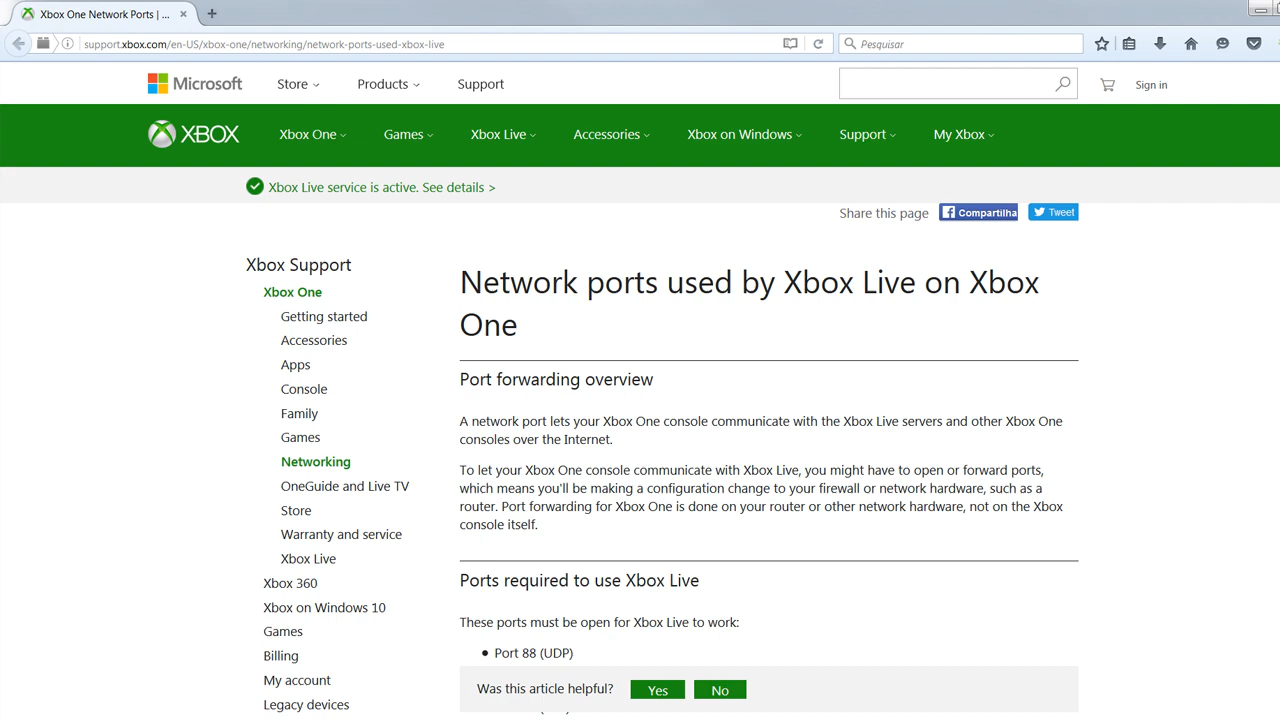 Xbox One Network Ports | ...
support.xbox.com/en-US/xbox-one/networking/network-ports-used-xbox-live
Pesquisar
Microsoft
Store
Products
Support
Sign in
XBOX
Xbox One
Games
Xbox Live
Accessories
Xbox on Windows
Support
My Xbox
Xbox Live service is active. See details >
Share this page
Compartilha
Tweet
Xbox Support
Xbox One
Getting started
Accessories
Apps
Console
Family
Games
Networking
OneGuide and Live TV
Store
Warranty and service
Xbox Live
Xbox 360
Xbox on Windows 10
Games
Billing
My account
Legacy devices
Network ports used by Xbox Live on Xbox
One
Port forwarding overview
A network port lets your Xbox One console communicate with the Xbox Live servers and other Xbox One
consoles over the Internet.
To let your Xbox One console communicate with Xbox Live, you might have to open or forward ports,
which means you'll be making a configuration change to your firewall or network hardware, such as a
router. Port forwarding for Xbox One is done on your router or other network hardware, not on the Xbox
console itself.
Ports required to use Xbox Live
These ports must be open for Xbox Live to work:
• Port 88 (UDP)
Was this article helpful?
Yes
No